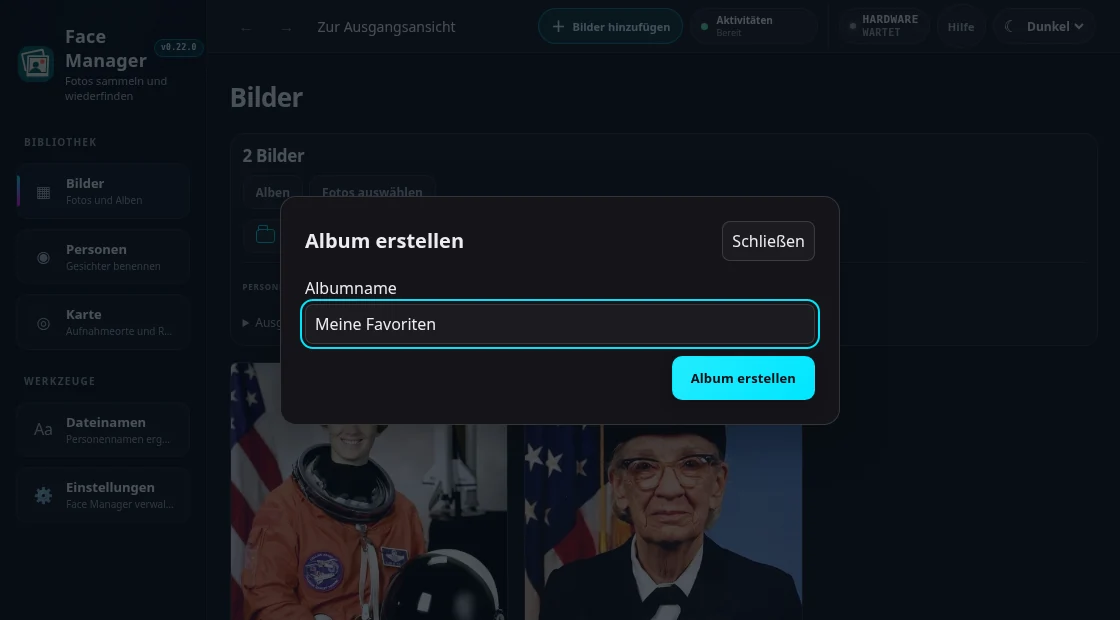 Face Manager
v0.22.0
Fotos sammeln und wiederfinden
←
→
Zur Ausgangsansicht
Bilder hinzufügen
Aktivitäten
Bereit
HARDWARE
WARTET
Hilfe
Dunkel
BIBLIOTHEK
Bilder
Fotos und Alben
Personen
Gesichter benennen
Karte
Aufnahmeorte und R...
WERKZEUGE
Aa
Dateinamen
Personennamen erg...
Einstellungen
Face Manager verwal...
Bilder
2 Bilder
Alben
Fotos auswählen
Album erstellen
Schließen
Albumname
Meine Favoriten
Album erstellen